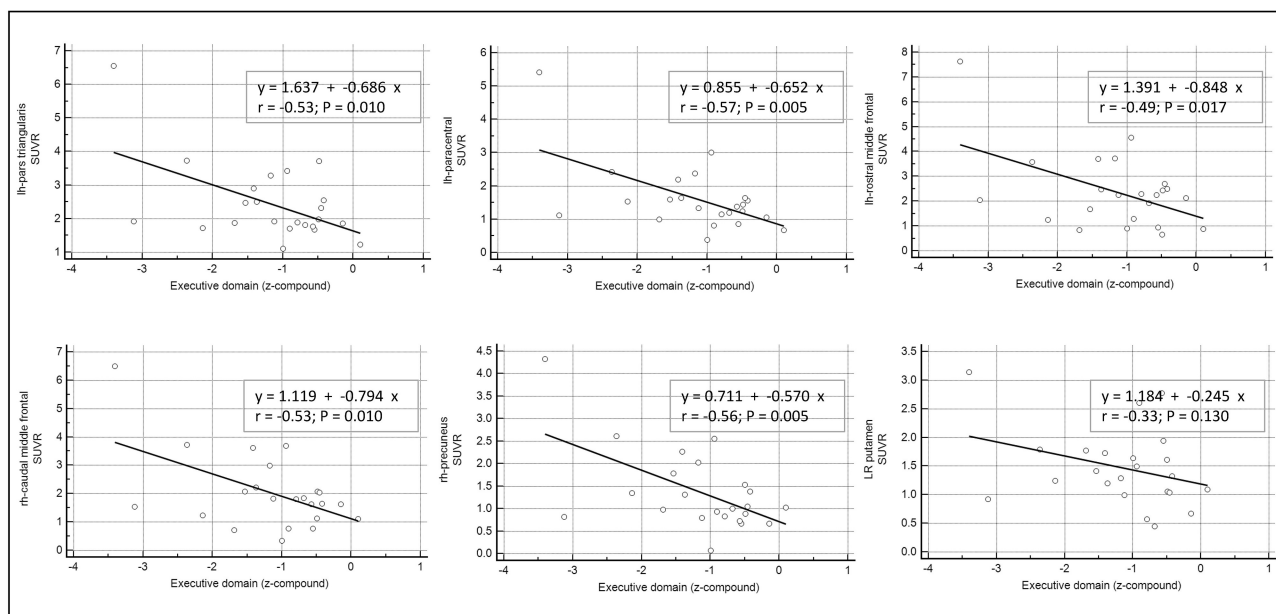 7
6
5
4
3
2
1
-4 -3 -2 -1 0 1
lh-pars triangularis
SUVR
Executive domain (z-compound)
y = 1.637 + -0.686 x
r = -0.53; P = 0.010
6
5
4
3
2
1
0
-4 -3 -2 -1 0 1
lh-paracentral
SUVR
Executive domain (z-compound)
y = 0.855 + -0.652 x
r = -0.57; P = 0.005
8
7
6
5
4
3
2
1
0
-4 -3 -2 -1 0 1
lh-rostral middle frontal
SUVR
Executive domain (z-compound)
y = 1.391 + -0.848 x
r = -0.49; P = 0.017
7
6
5
4
3
2
1
0
-4 -3 -2 -1 0 1
rh-caudal middle frontal
SUVR
Executive domain (z-compound)
y = 1.119 + -0.794 x
r = -0.53; P = 0.010
4.5
4.0
3.5
3.0
2.5
2.0
1.5
1.0
0.5
0.0
-4 -3 -2 -1 0 1
rh-precuneus
SUVR
Executive domain (z-compound)
y = 0.711 + -0.570 x
r = -0.56; P = 0.005
3.5
3.0
2.5
2.0
1.5
1.0
0.5
0.0
-4 -3 -2 -1 0 1
LR putamen
SUVR
Executive domain (z-compound)
y = 1.184 + -0.245 x
r = -0.33; P = 0.130